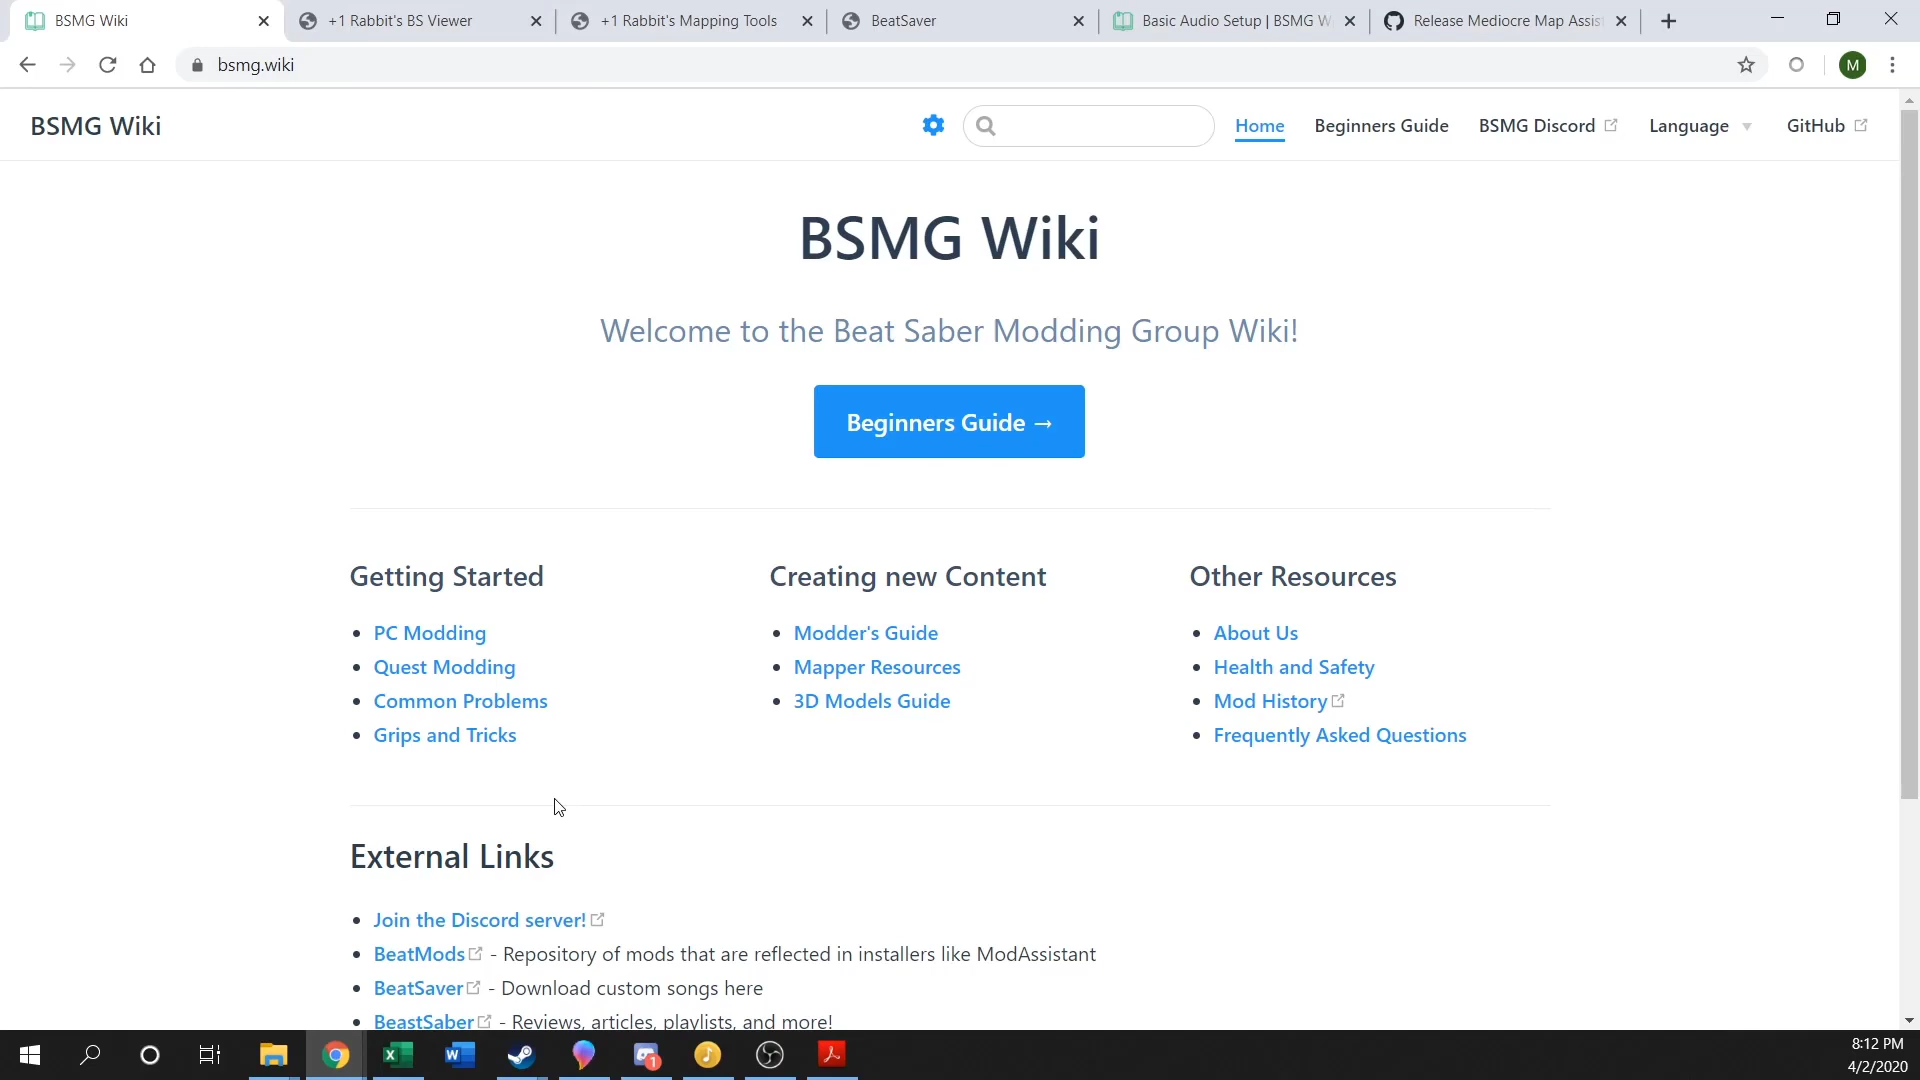 BSMG Wiki
+1 Rabbit's BS Viewer
+1 Rabbit's Mapping Tools
BeatSaver
Basic Audio Setup | BSMG W
Release Mediocre Map Assis
bsmg.wiki
M
BSMG Wiki
Home
Beginners Guide
BSMG Discord
Language
GitHub
BSMG Wiki
Welcome to the Beat Saber Modding Group Wiki!
Beginners Guide →
Getting Started
• PC Modding
• Quest Modding
• Common Problems
• Grips and Tricks
Creating new Content
• Modder's Guide
• Mapper Resources
• 3D Models Guide
Other Resources
• About Us
• Health and Safety
• Mod History
• Frequently Asked Questions
External Links
• Join the Discord server!
• BeatMods - Repository of mods that are reflected in installers like ModAssistant
• BeatSaver - Download custom songs here
• BeastSaber - Reviews, articles, playlists, and more!
1
8:12 PM
4/2/2020